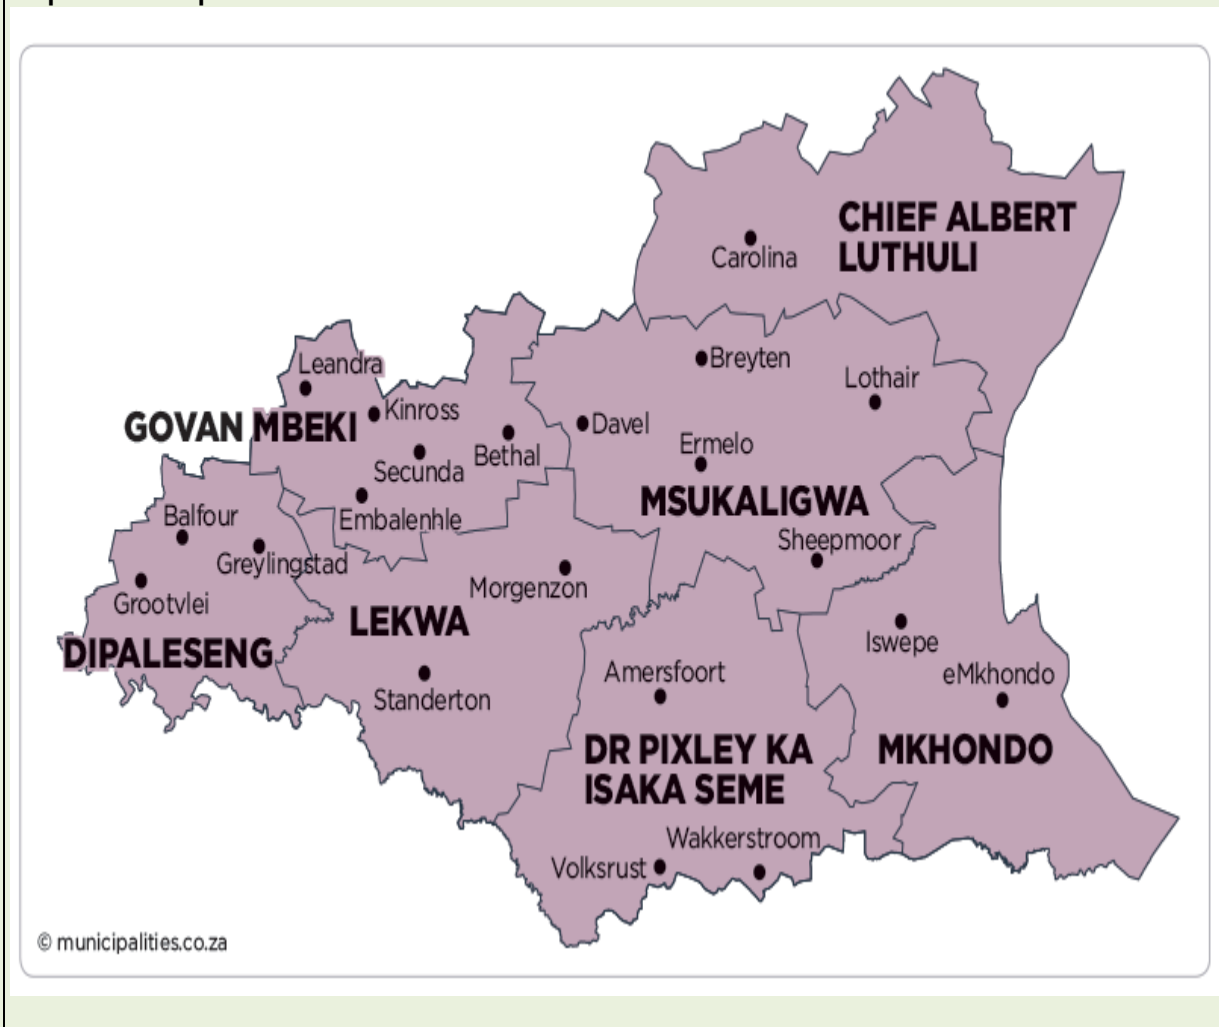 CHIEF ALBERT
LUTHULI
Carolina
Breyten
Lothair
Leandra
Kinross
GOVAN MBEKI
Davel
Ermelo
Bethal
Secunda
MSUKALIGWA
Embalenhle
Balfour
Sheepmoor
Greylingstad
Morgenzon
Grootvlei
LEKWA
Iswepe
DIPALESENG
Amersfoort
eMkhondo
Standerton
DR PIXLEY KA
ISAKA SEME
MKHONDO
Wakkerstroom
Volksrust
© municipalities.co.za